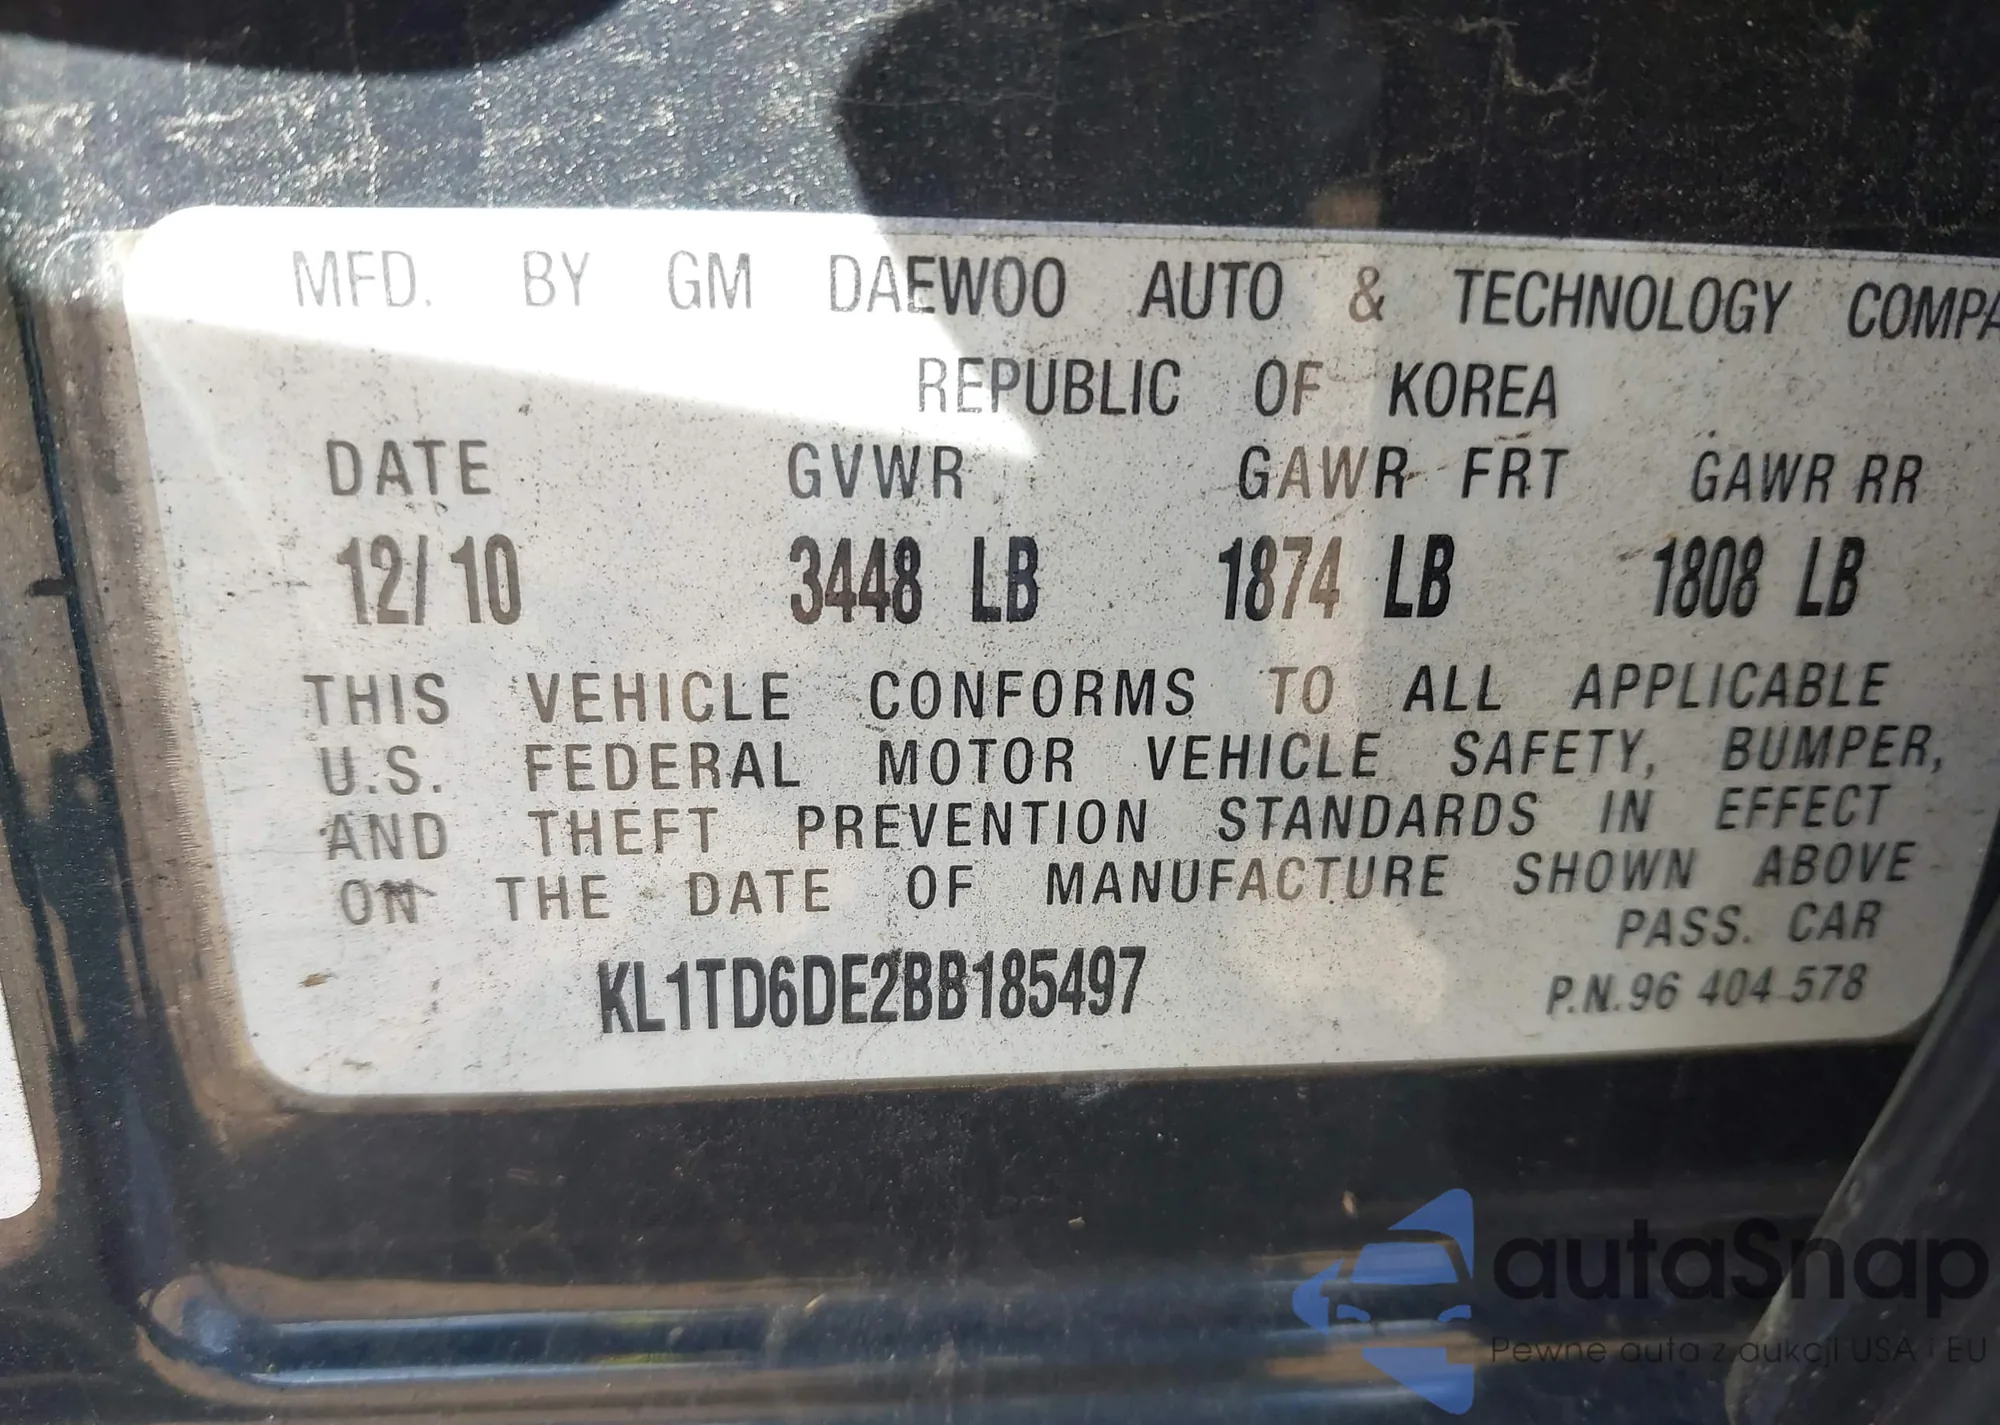 MFD. BY GM DAEWOO AUTO & TECHNOLOGY COMPA
REPUBLIC OF KOREA
DATE GVWR GAWR FRT GAWR RR
12/10 3448 LB 1874 LB 1808 LB
THIS VEHICLE CONFORMS TO ALL APPLICABLE
U.S. FEDERAL MOTOR VEHICLE SAFETY, BUMPER,
AND THEFT PREVENTION STANDARDS IN EFFECT
ON THE DATE OF MANUFACTURE SHOWN ABOVE
PASS. CAR
KL1TD6DE2BB185497 P.N.96 404 578
autaSnap
Pewne auta z aukcji USA i EU